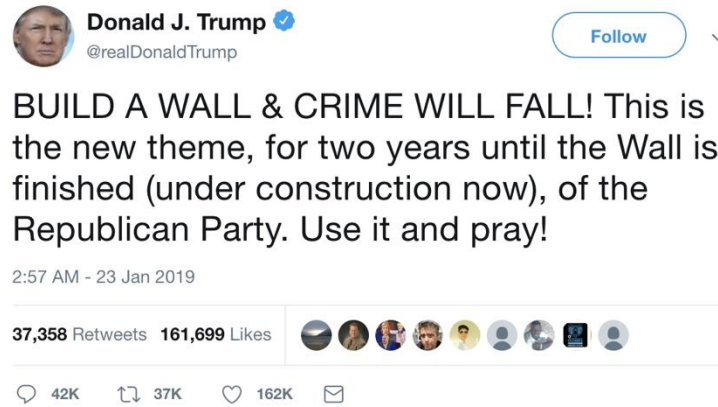 Donald J. Trump
@realDonaldTrump
Follow
BUILD A WALL & CRIME WILL FALL! This is
the new theme, for two years until the Wall is
finished (under construction now), of the
Republican Party. Use it and pray!
2:57 AM - 23 Jan 2019
37,358 Retweets 161,699 Likes
42K 37K 162K